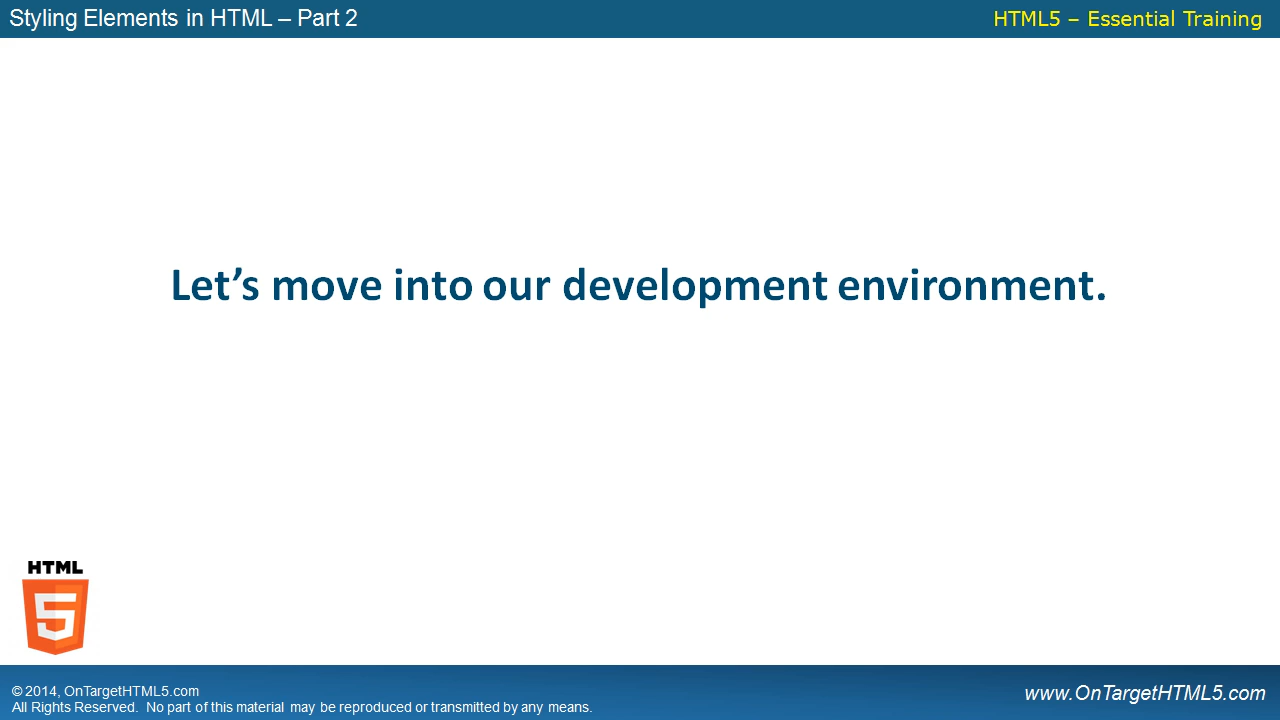 Styling Elements in HTML – Part 2
HTML5 – Essential Training
Let’s move into our development environment.
HTML
5
© 2014, OnTargetHTML5.com
All Rights Reserved.  No part of this material may be reproduced or transmitted by any means.
www.OnTargetHTML5.com